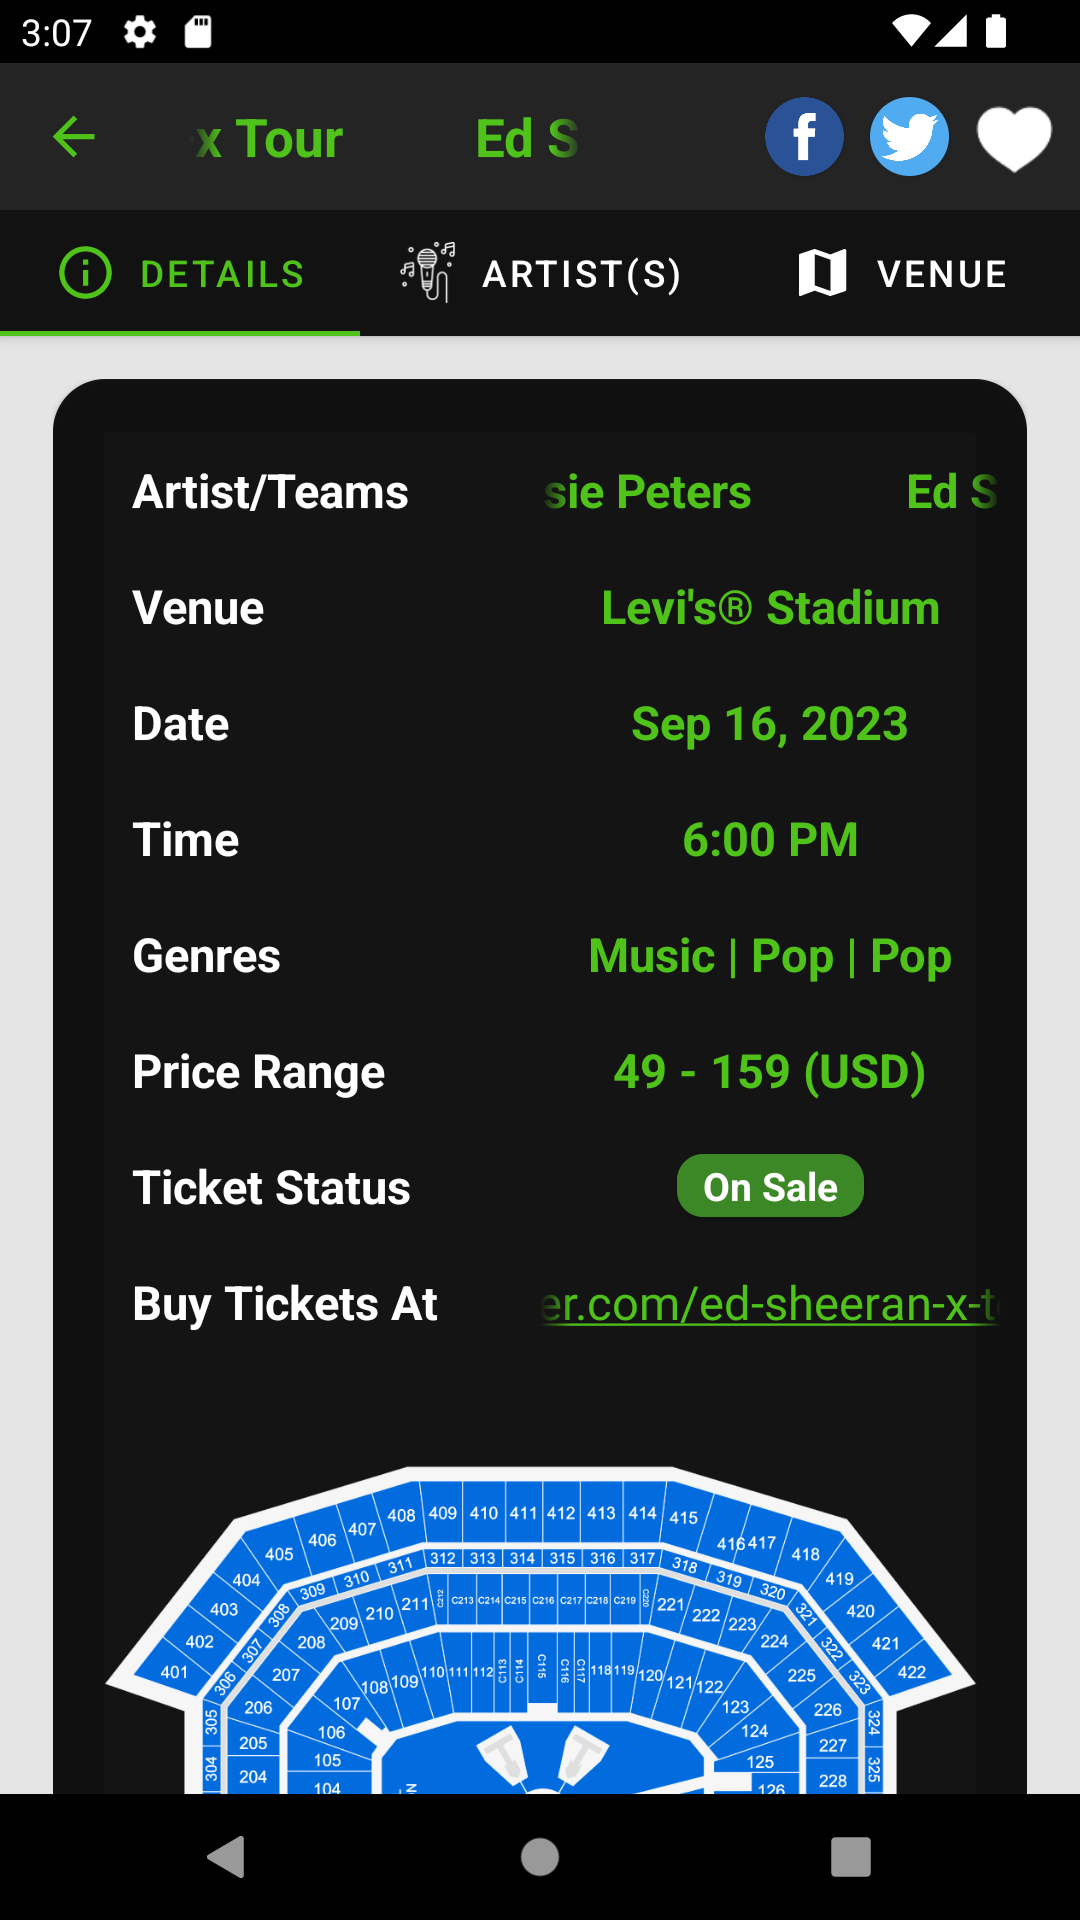 3:07
x Tour Ed S
DETAILS ARTIST(S) VENUE
Artist/Teams sie Peters Ed S
Venue Levi's® Stadium
Date Sep 16, 2023
Time 6:00 PM
Genres Music | Pop | Pop
Price Range 49 - 159 (USD)
Ticket Status On Sale
Buy Tickets At er.com/ed-sheeran-x-t
408 409 410 411 412 413 414 415
405 406 407 416 417 418
404 309 310 311 312 313 314 315 316 317 318 319 320 419
403 308 209 210 211 C212 C213 C214 C215 C216 C217 C218 C219 C220 221 222 223 321 420
402 307 208 224 322 421
401 306 207 108 109 110 111 112 C113 C114 C115 C116 C117 118 119 120 121 122 225 323 422
305 206 107 123 226 324
205 106 124 227
304 204 105 125 228 325
104 126